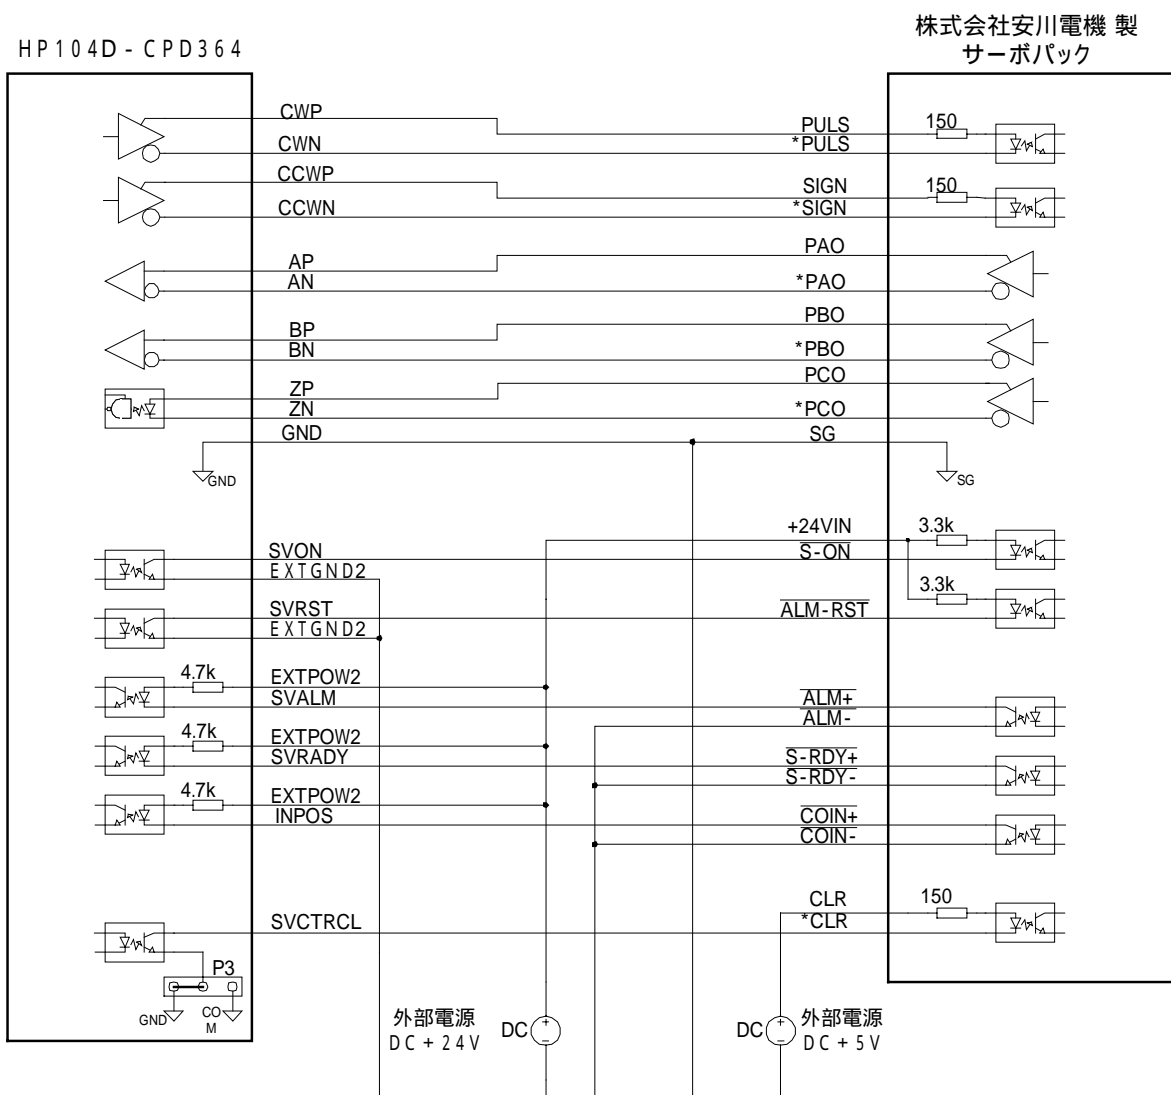 株式会社安川電機 製
サーボパック
HP104D-CPD364
CWP
PULS
150
CWN
*PULS
CCWP
SIGN
150
CCWN
*SIGN
AP
PAO
AN
*PAO
BP
PBO
BN
*PBO
ZP
PCO
ZN
*PCO
GND
SG
GND
SG
+24VIN
3.3k
SVON
S-ON
EXTGND2
3.3k
SVRST
ALM-RST
EXTGND2
4.7k
EXTPOW2
SVALM
ALM+
ALM-
4.7k
EXTPOW2
SVRADY
S-RDY+
S-RDY-
4.7k
EXTPOW2
INPOS
COIN+
COIN-
CLR
150
SVCTRCL
*CLR
P3
GND
CO
M
外部電源
DC+24V
DC
+
-
DC
+
-
外部電源
DC+5V